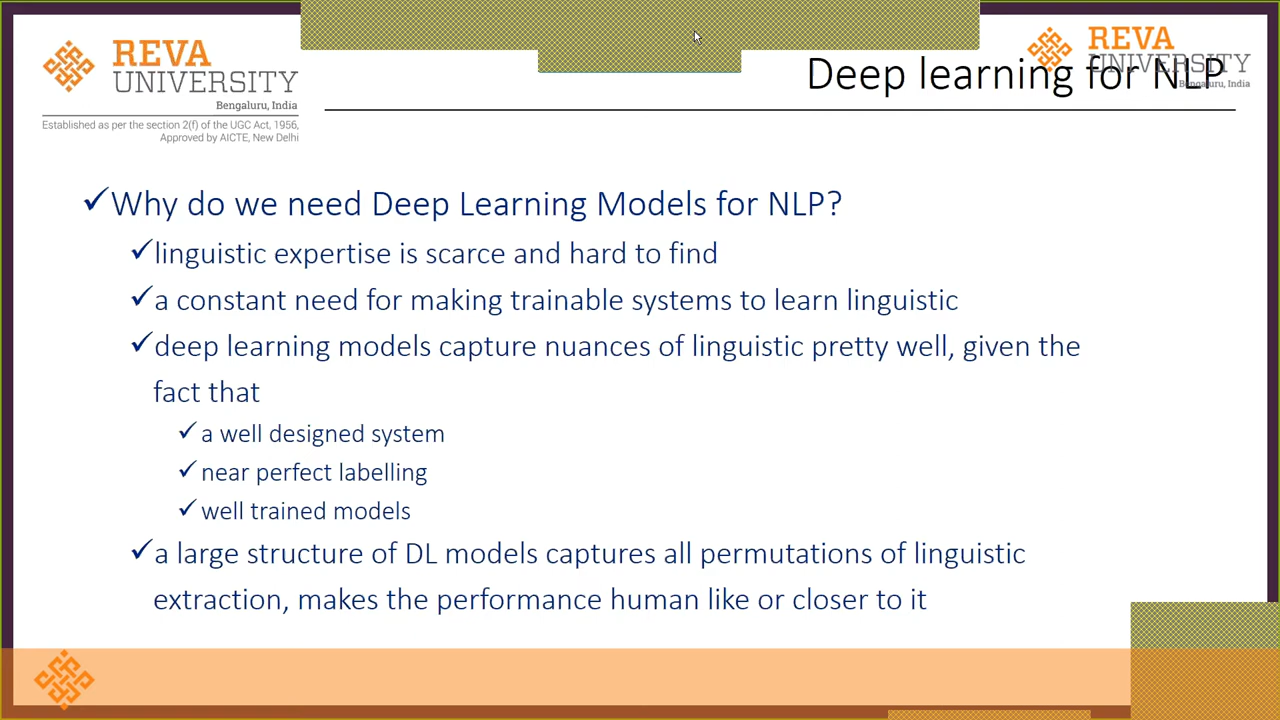 REVA
UNIVERSITY
Bengaluru, India
Established as per the section 2(f) of the UGC Act, 1956,
Approved by AICTE, New Delhi
REVA
UNIVERSITY
Bengaluru, India
Deep learning for NLP
Why do we need Deep Learning Models for NLP?
linguistic expertise is scarce and hard to find
a constant need for making trainable systems to learn linguistic
deep learning models capture nuances of linguistic pretty well, given the
fact that
a well designed system
near perfect labelling
well trained models
a large structure of DL models captures all permutations of linguistic
extraction, makes the performance human like or closer to it